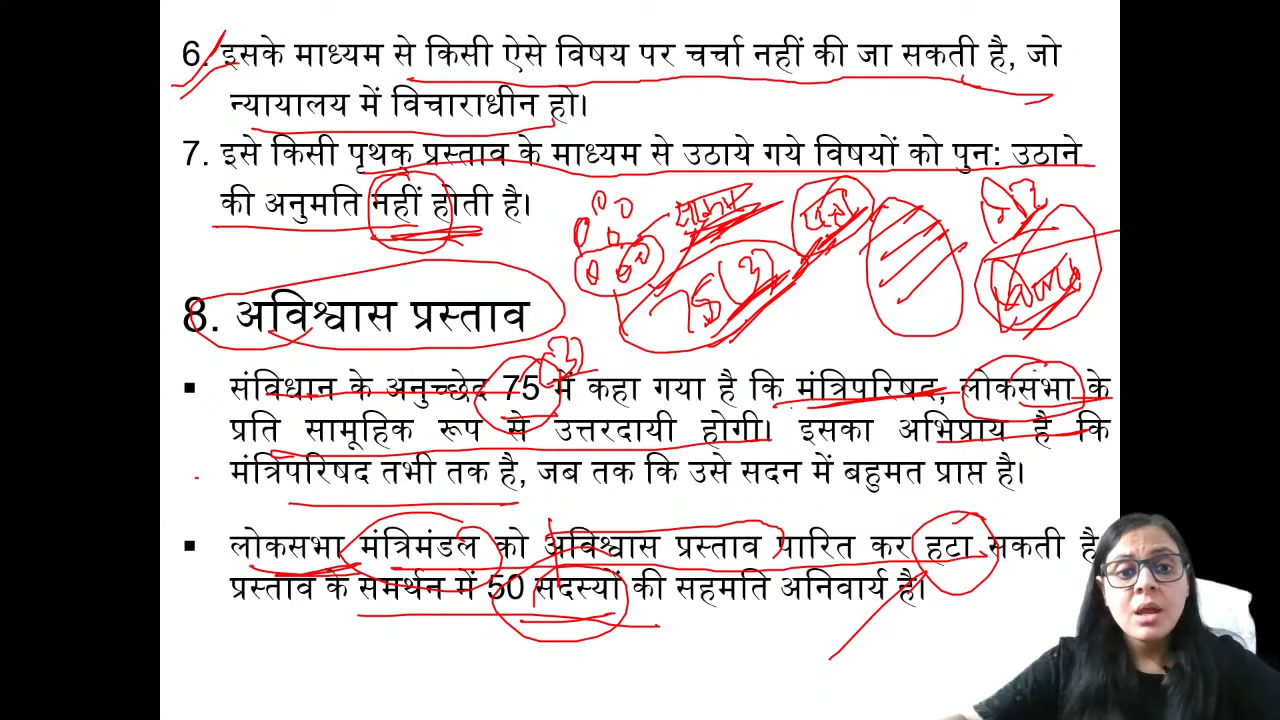 6. इसके माध्यम से किसी ऐसे विषय पर चर्चा नहीं की जा सकती है, जो
न्यायालय में विचाराधीन हो।
7. इसे किसी पृथक् प्रस्ताव के माध्यम से उठाये गये विषयों को पुन: उठाने
की अनुमति नहीं होती है।
75(3)
8. अविश्वास प्रस्ताव
(3)
▪ संविधान के अनुच्छेद 75 में कहा गया है कि मंत्रिपरिषद, लोकसभा के
प्रति सामूहिक रूप से उत्तरदायी होगी। इसका अभिप्राय है कि
मंत्रिपरिषद तभी तक है, जब तक कि उसे सदन में बहुमत प्राप्त है।
▪ लोकसभा मंत्रिमंडल को अविश्वास प्रस्ताव पारित कर हटा सकती है
प्रस्ताव के समर्थन में 50 सदस्यों की सहमति अनिवार्य है।